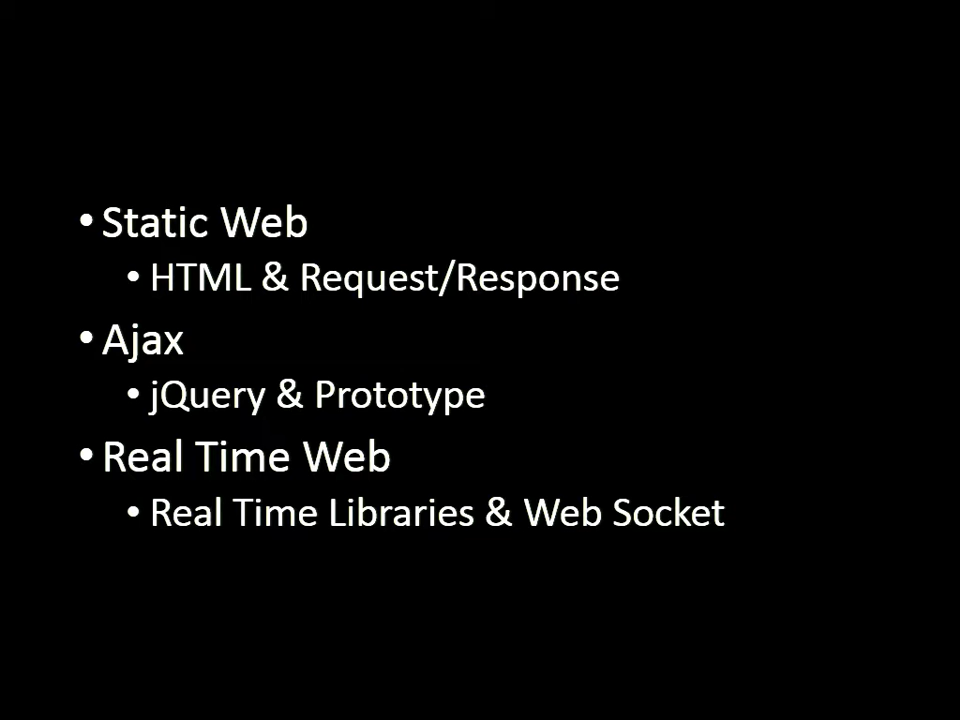 • Static Web
• HTML & Request/Response
• Ajax
• jQuery & Prototype
• Real Time Web
• Real Time Libraries & Web Socket